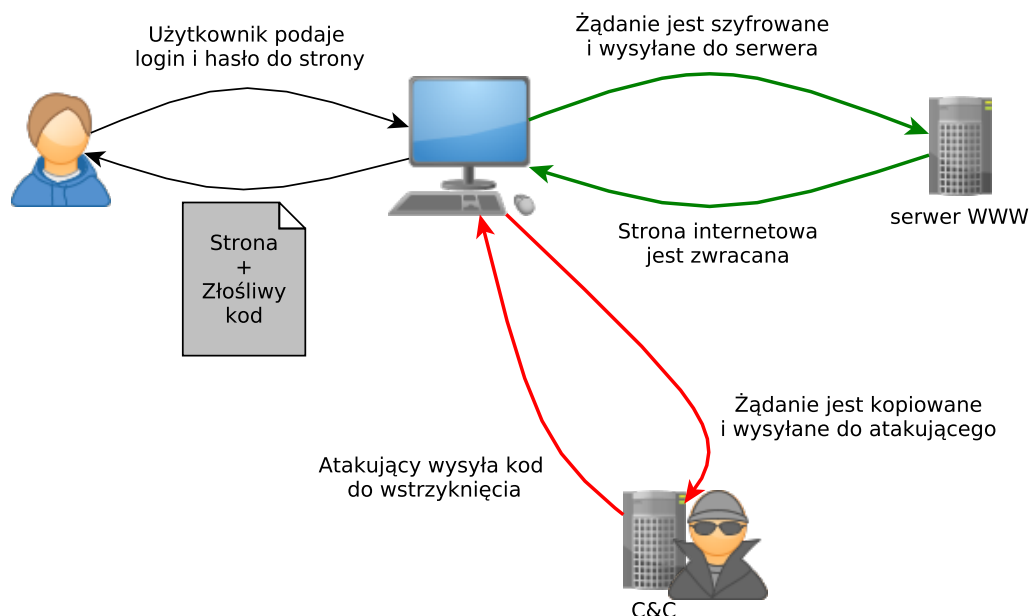 Użytkownik podaje
login i hasło do strony
Żądanie jest szyfrowane
i wysyłane do serwera
serwer WWW
Strona internetowa
jest zwracana
Strona
+
Złośliwy
kod
Żądanie jest kopiowane
i wysyłane do atakującego
Atakujący wysyła kod
do wstrzyknięcia
C&C